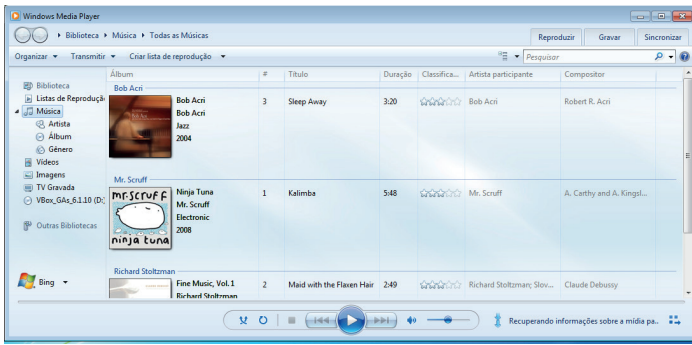 Windows Media Player
Biblioteca Música Todas as Músicas
Reproduzir Gravar Sincronizar
Organizar Transmitir Criar lista de reprodução Pesquisar
Álbum # Título Duração Classifica... Artista participante Compositor
Biblioteca
Listas de Reproduçã
Música
Artista
Álbum
Gênero
Vídeos
Imagens
TV Gravada
VBox_GAs_6.1.10 (D:
Outras Bibliotecas
Bing
Bob Acri
Bob Acri 3 Sleep Away 3:20 Bob Acri Robert R. Acri
Bob Acri
Jazz
2004
Mr. Scruff
mr.scruff
ninja tuna
Ninja Tuna 1 Kalimba 5:48 Mr. Scruff A. Carthy and A. Kingsl...
Mr. Scruff
Electronic
2008
Richard Stoltzman
Fine Music, Vol. 1 2 Maid with the Flaxen Hair 2:49 Richard Stoltzman; Slov... Claude Debussy
Richard Stoltzman
Recuperando informações sobre a mídia pa..